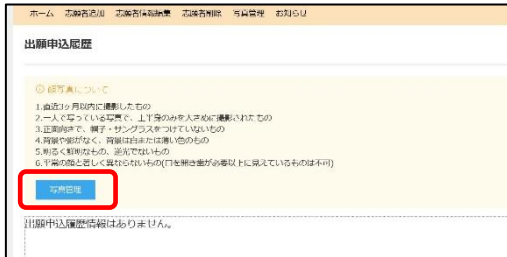 ホーム 志願者追加 志願者情報編集 志願者削除 写真管理 お知らせ
出願申込履歴
顔写真について
1.直近3ヶ月以内に撮影したもの
2.一人で写っている写真で、上半身のみを大きめに撮影されたもの
3.正面向きで、帽子・サングラスをつけていないもの
4.背景や影がなく、背景は白または薄い色のもの
5.明るく鮮明なもの、逆光でないもの
6.平常の顔と著しく異ならないもの(口を開き歯が必要以上に見えているものは不可)
写真管理
出願申込履歴情報はありません。